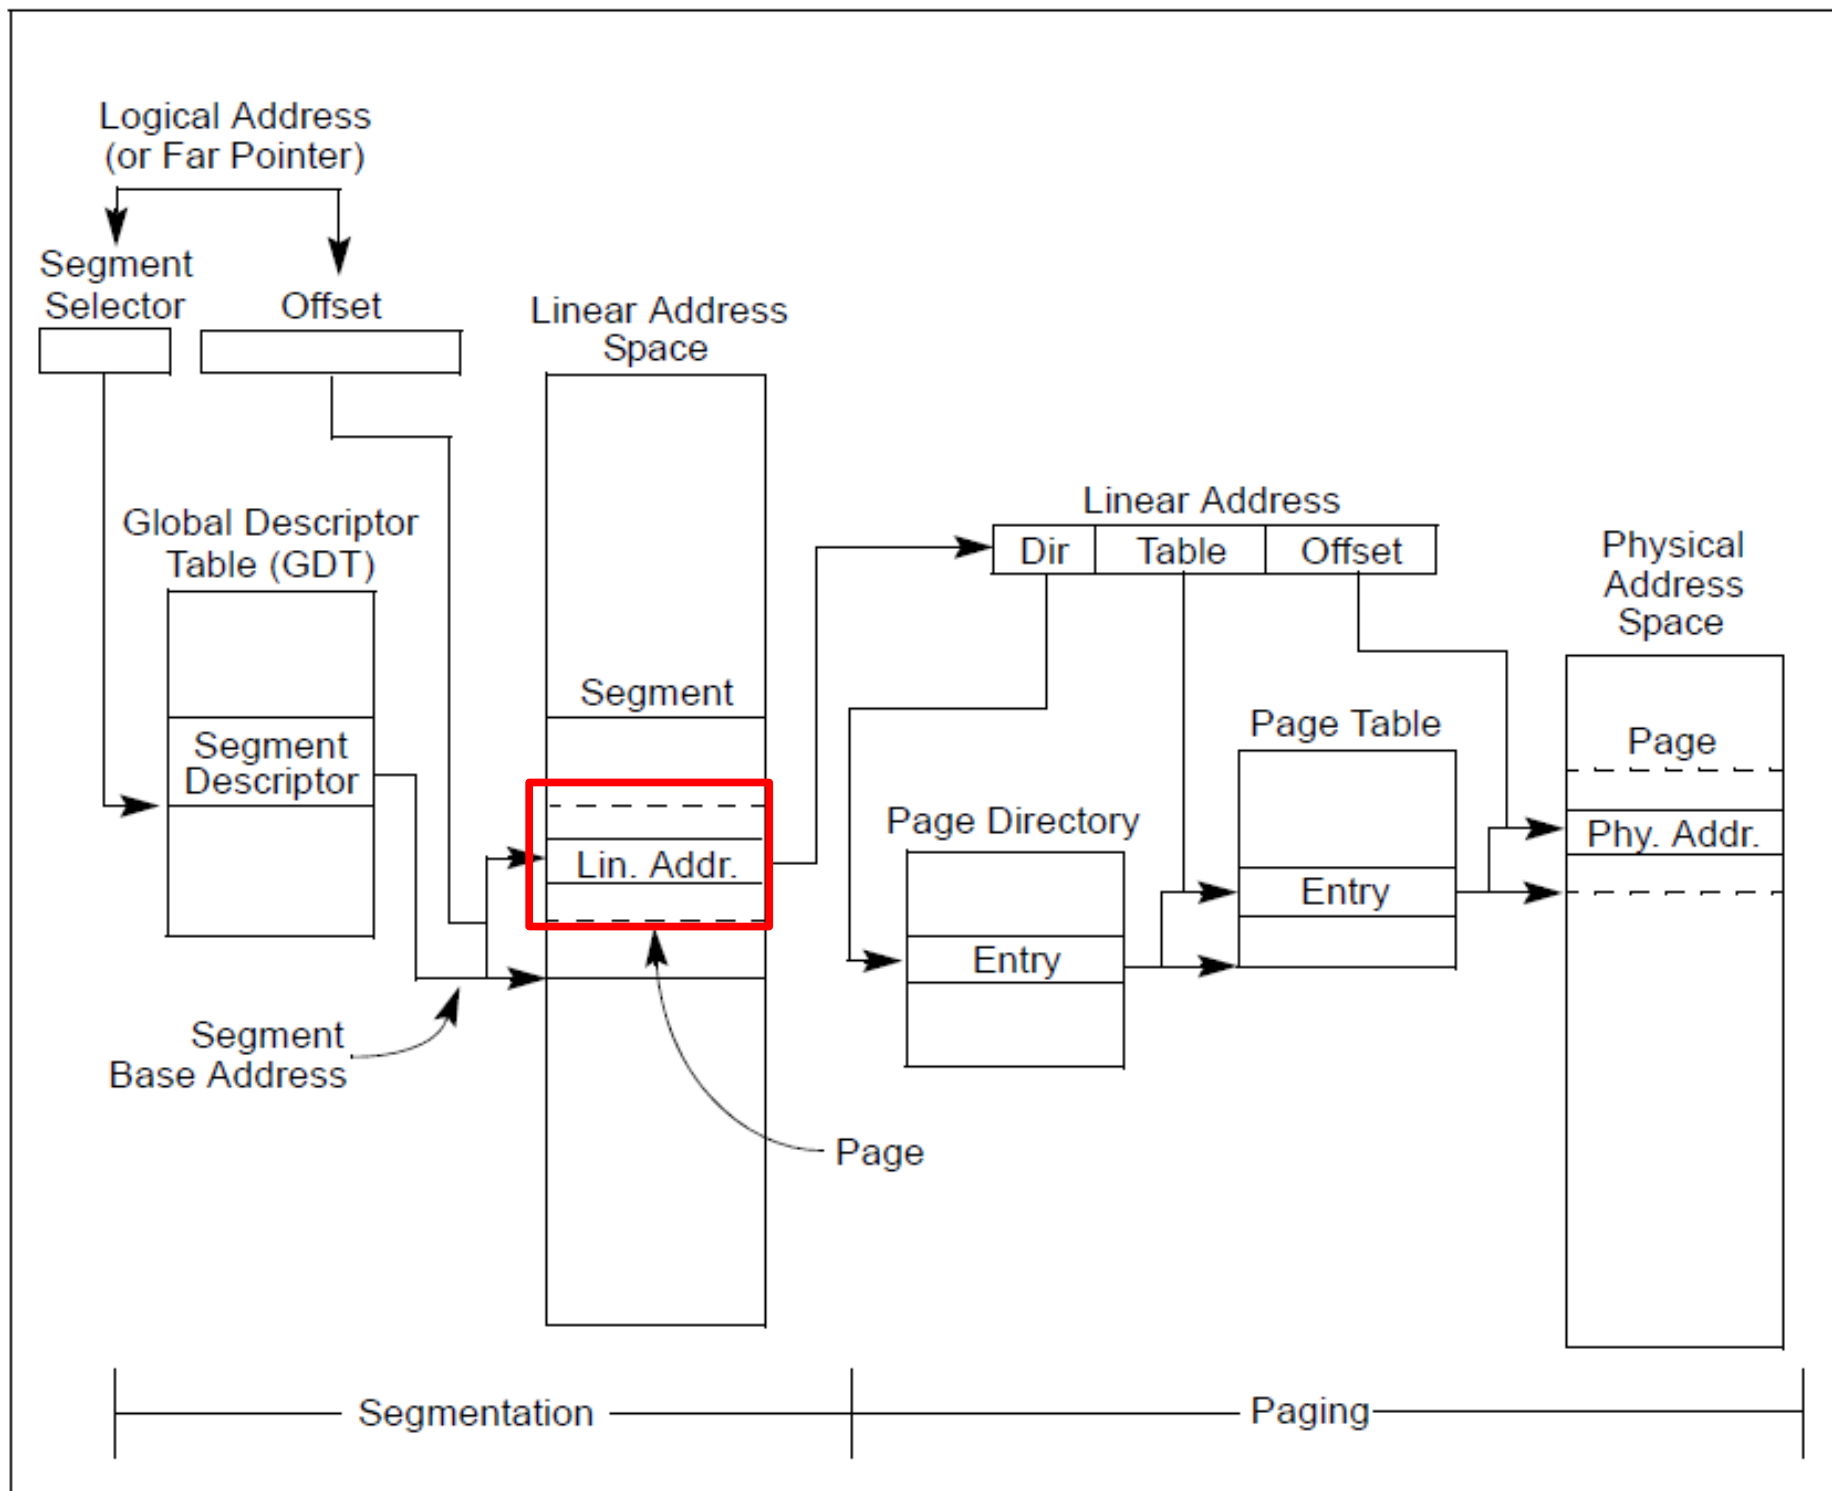 Logical Address
(or Far Pointer)
Segment
Selector
Offset
Linear Address
Space
Global Descriptor
Table (GDT)
Segment
Descriptor
Segment
Lin. Addr.
Segment
Base Address
Page
Linear Address
Dir
Table
Offset
Page Directory
Entry
Page Table
Entry
Physical
Address
Space
Page
Phy. Addr.
Segmentation
Paging